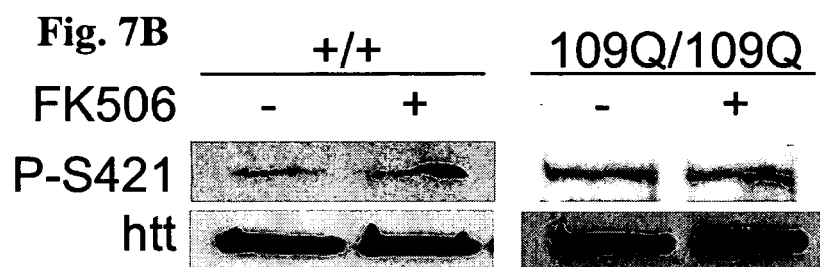 Fig. 7B
+/+ 109Q/109Q
FK506 - + - +
P-S421
htt